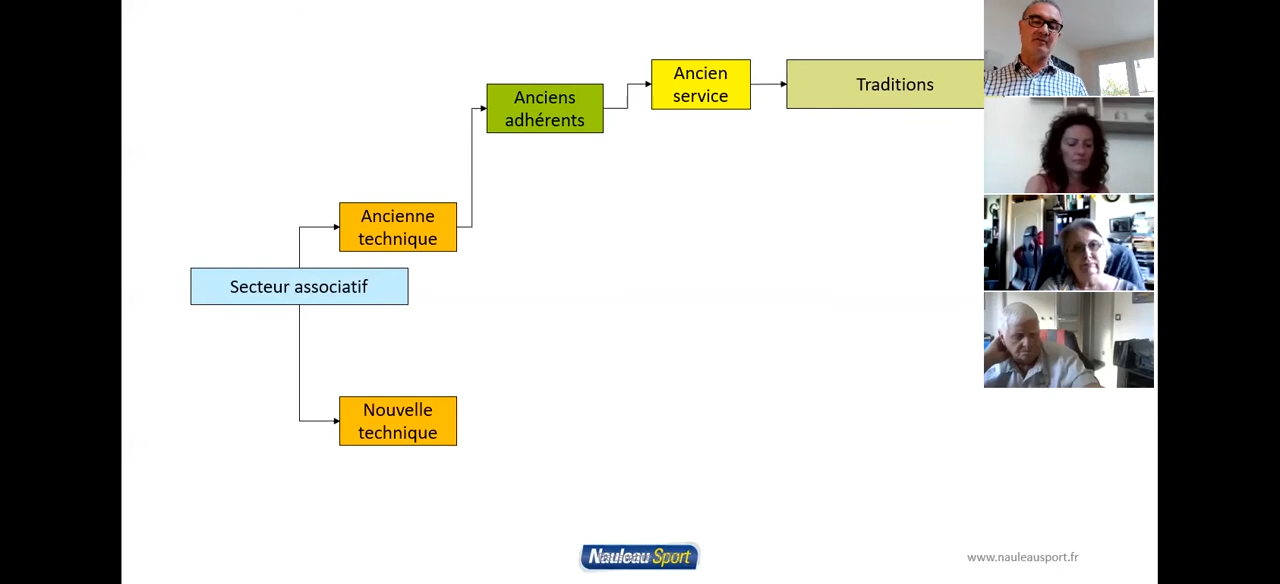 Ancien
service
Traditions
Anciens
adhérents
Ancienne
technique
Secteur associatif
Nouvelle
technique
Nauleau Sport
www.nauleausport.fr